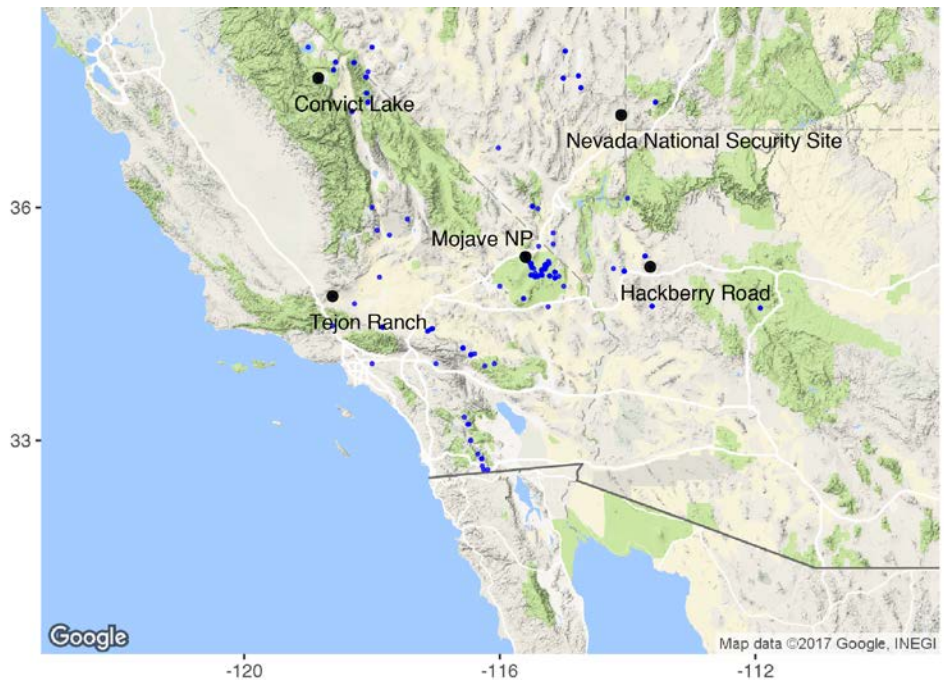 Convict Lake
Nevada National Security Site
36
Mojave NP
Hackberry Road
Tejon Ranch
33
Google
Map data ©2017 Google, INEGI
-120
-116
-112